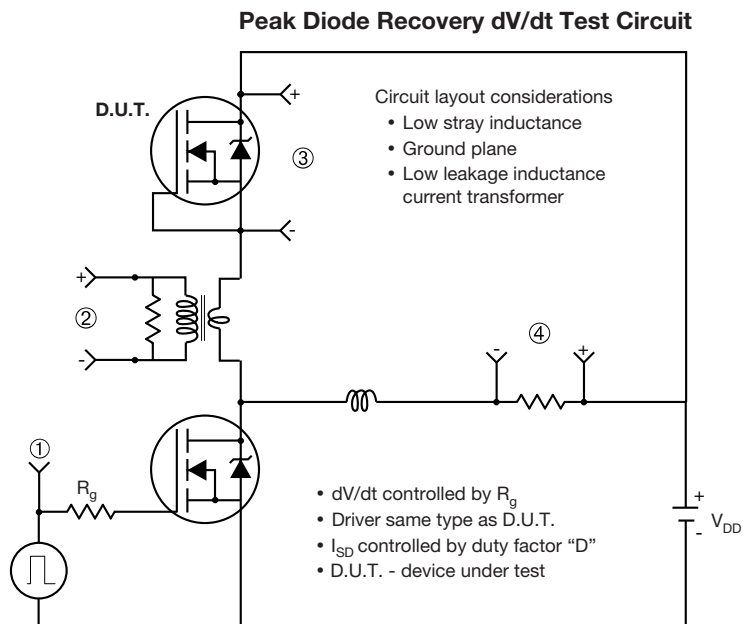 Peak Diode Recovery dV/dt Test Circuit
D.U.T.
+
③
-
Circuit layout considerations
• Low stray inductance
• Ground plane
• Low leakage inductance
current transformer
+
②
-
-
④
+
①
Rg
• dV/dt controlled by Rg
• Driver same type as D.U.T.
• ISD controlled by duty factor “D”
• D.U.T. - device under test
+
-
VDD